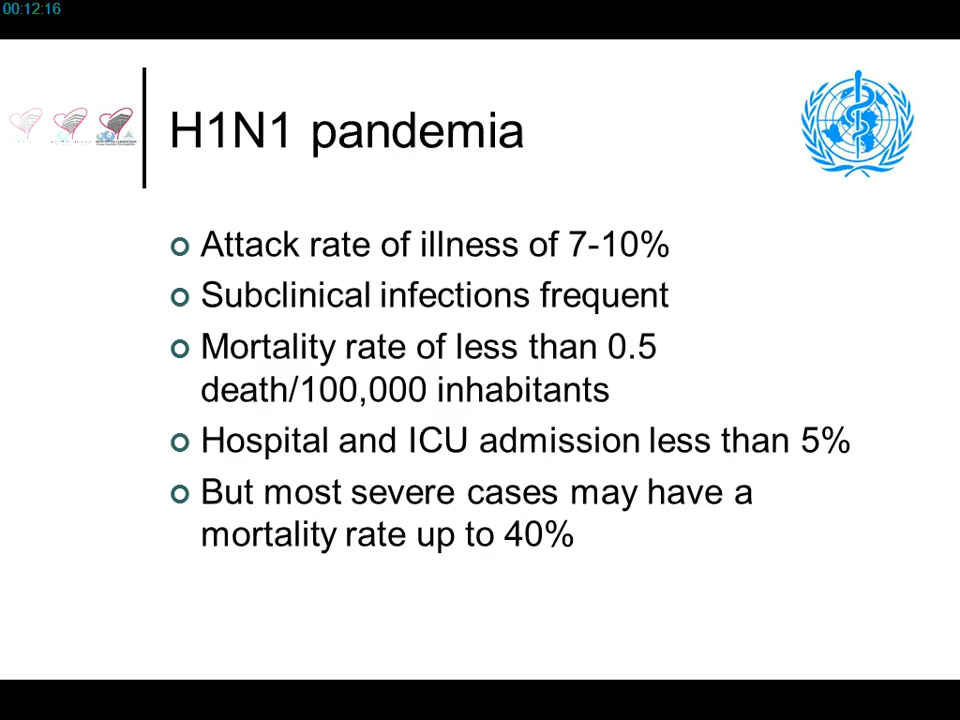 00:12:16
H1N1 pandemia
Attack rate of illness of 7-10%
Subclinical infections frequent
Mortality rate of less than 0.5
death/100,000 inhabitants
Hospital and ICU admission less than 5%
But most severe cases may have a
mortality rate up to 40%